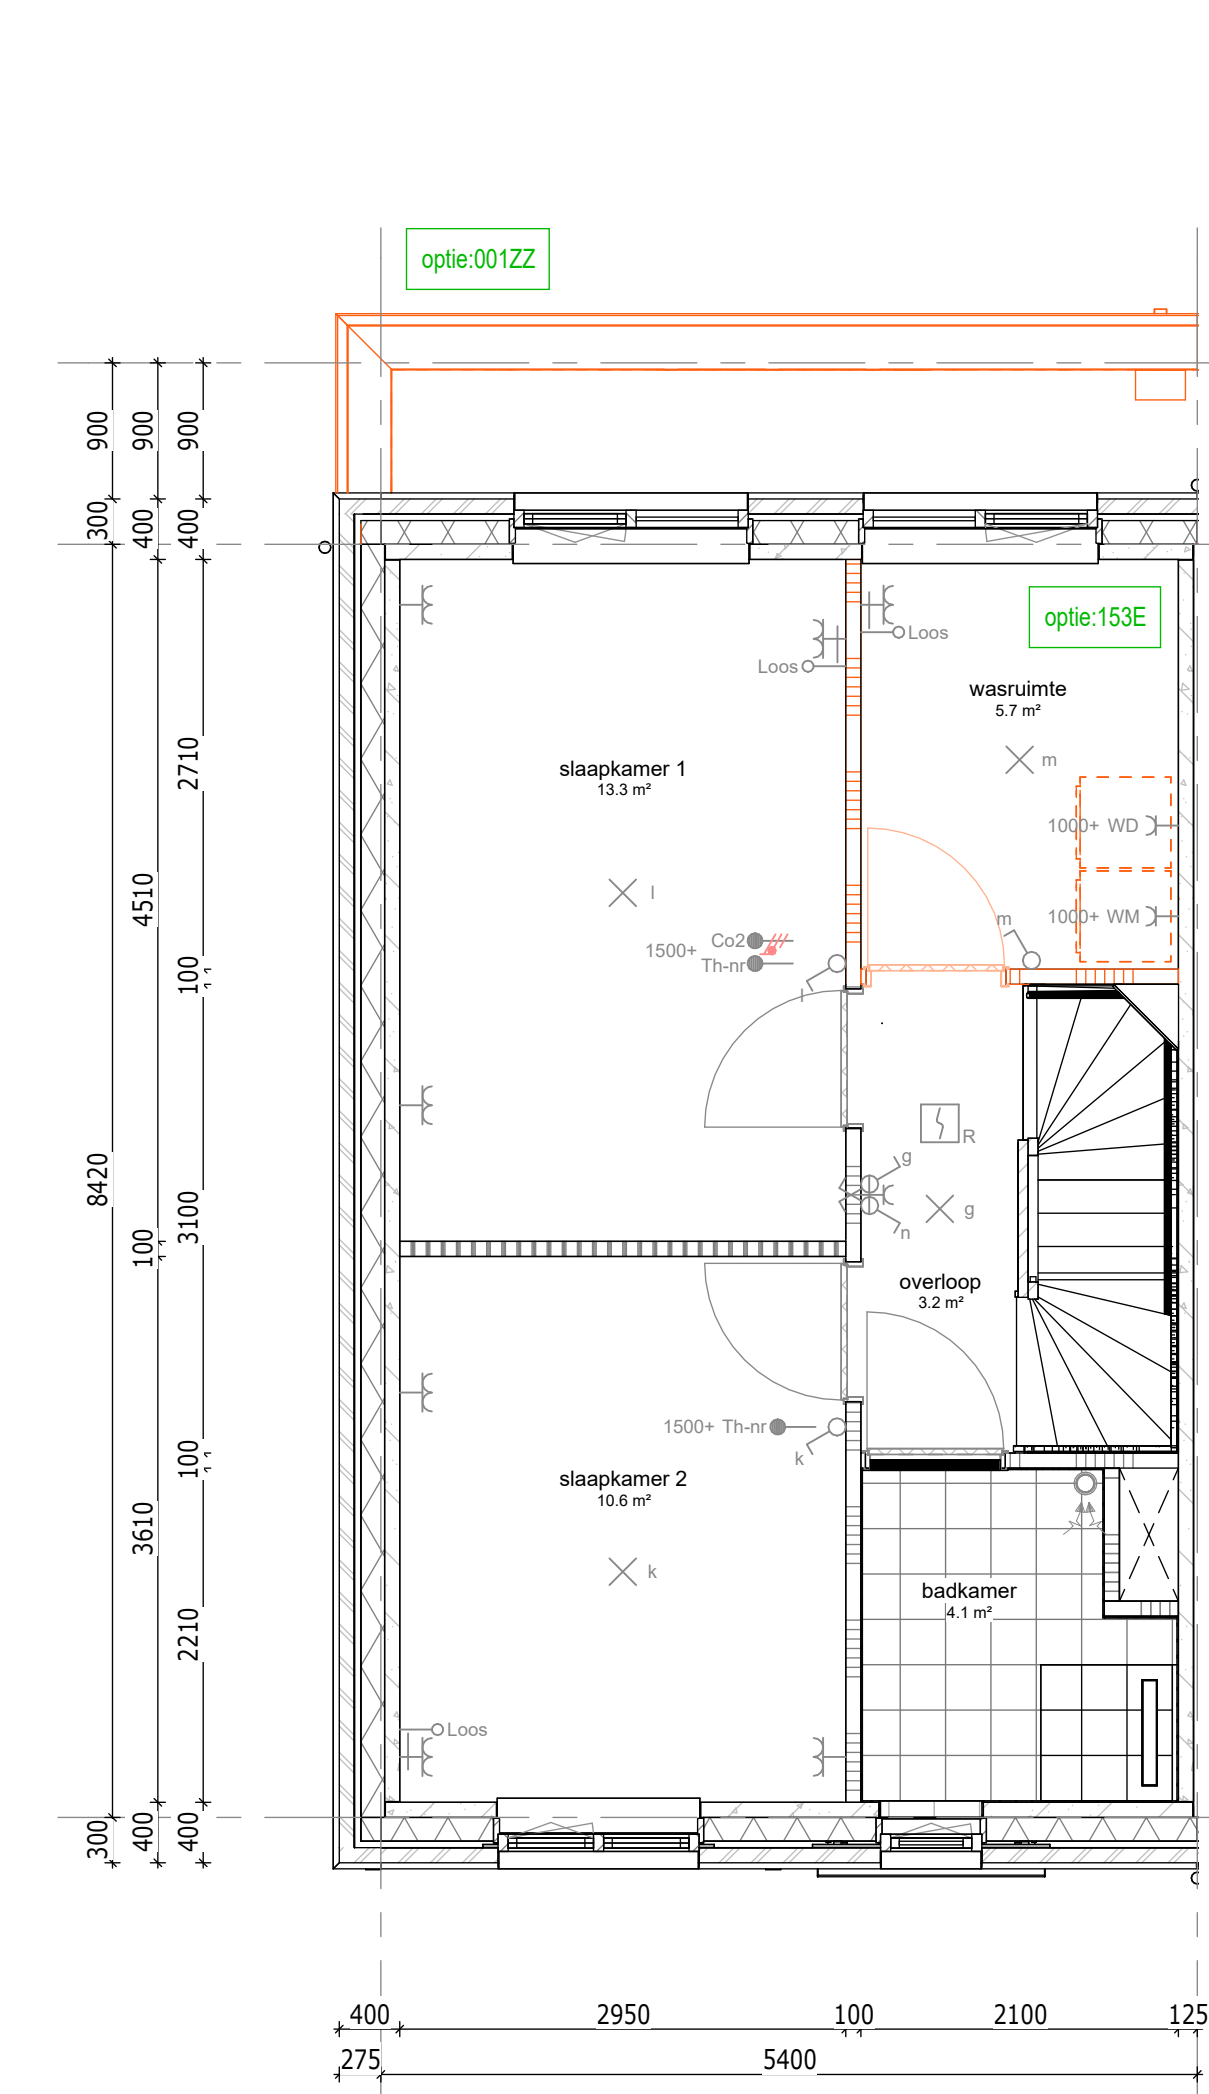 optie:001ZZ
900
900
900
300
400
400
optie:153E
Loos
Loos
wasruimte
5.7 m²
2710
slaapkamer 1
13.3 m²
m
1000+ WD
4510
l
1000+ WM
m
Co2
1500+
Th-nr
100
l
R
g
8420
3100
g
n
100
overloop
3.2 m²
1500+ Th-nr
k
100
slaapkamer 2
10.6 m²
3610
k
badkamer
4.1 m²
2210
Loos
300
400
400
400
2950
100
2100
125
275
5400